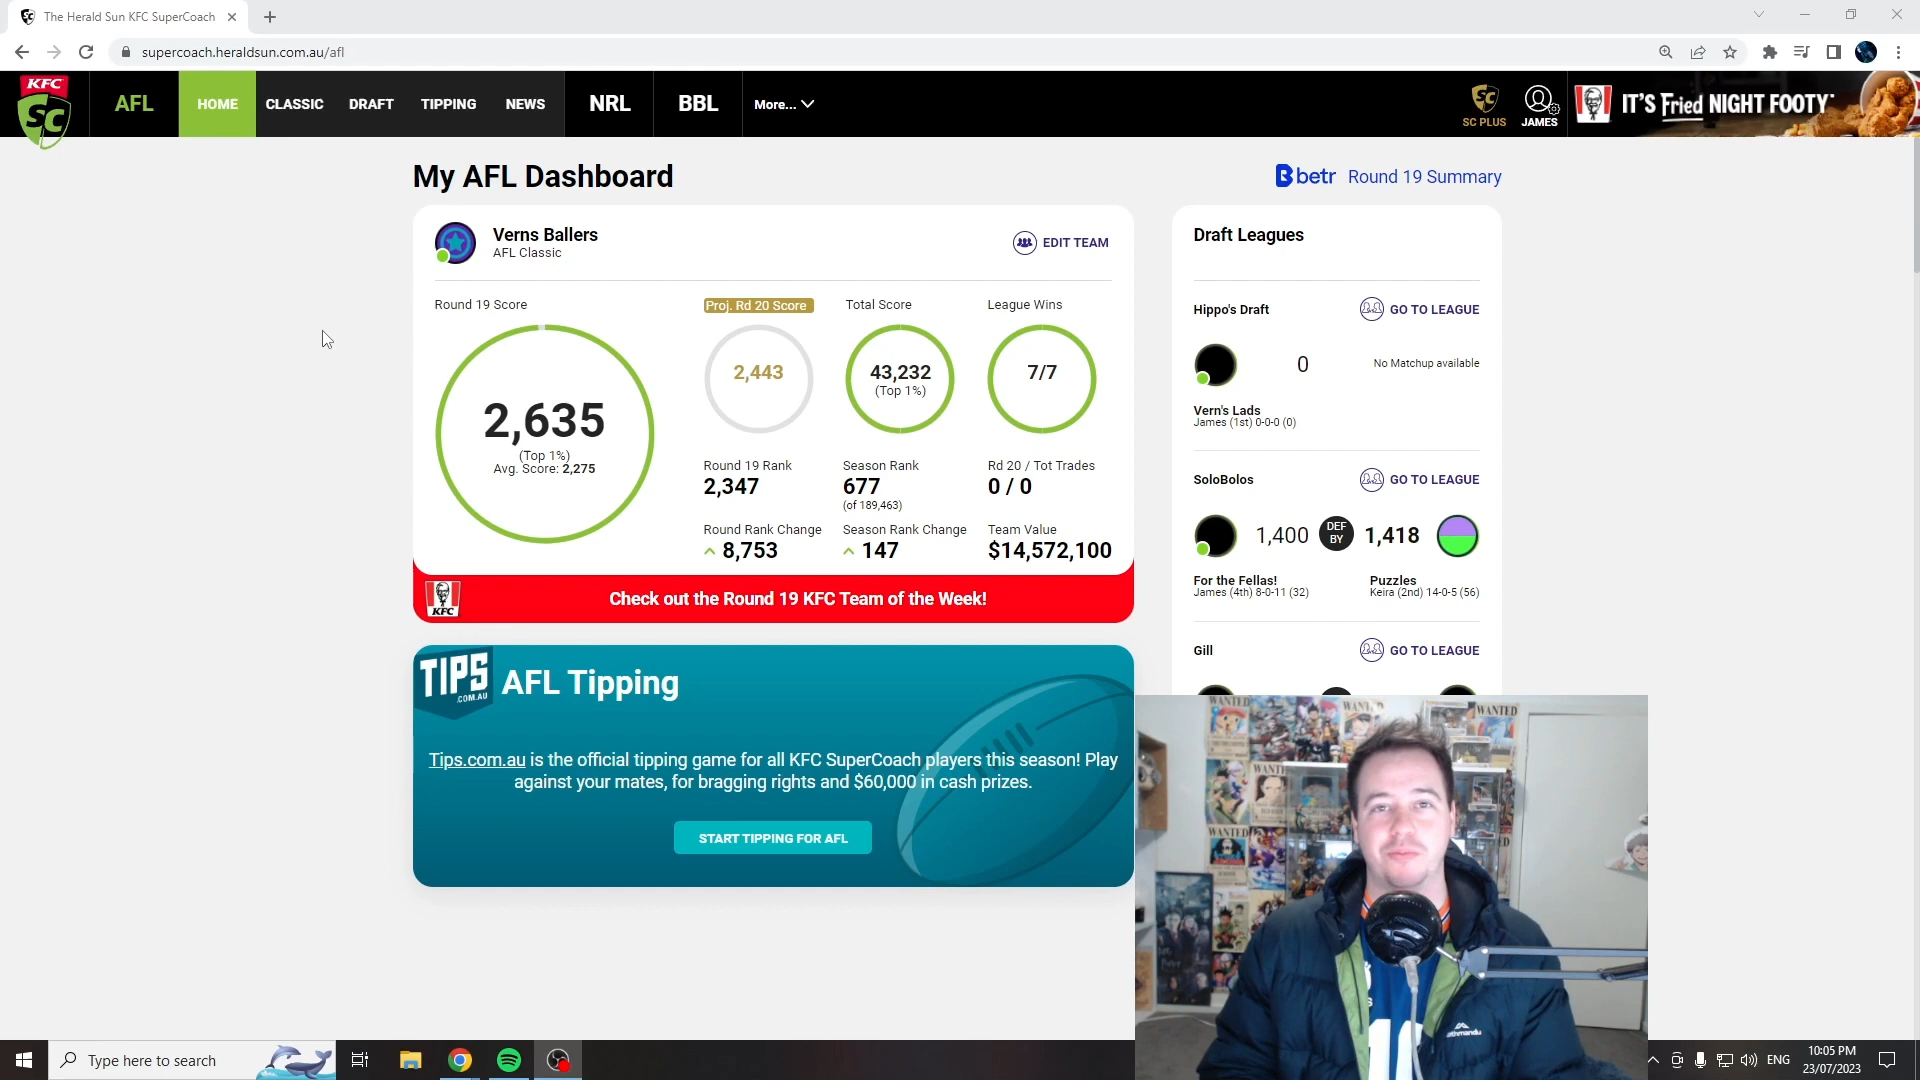 The Herald Sun KFC SuperCoach
supercoach.heraldsun.com.au/afl
KFC
SC
AFL
HOME
CLASSIC
DRAFT
TIPPING
NEWS
NRL
BBL
More...
SC
SC PLUS
JAMES
IT'S Fried NIGHT FOOTY
My AFL Dashboard
betr Round 19 Summary
Verns Ballers
AFL Classic
EDIT TEAM
Round 19 Score
Proj. Rd 20 Score
Total Score
League Wins
2,635
(Top 1%)
Avg. Score: 2,275
2,443
43,232
(Top 1%)
7/7
Round 19 Rank
2,347
Season Rank
677
(of 189,463)
Rd 20 / Tot Trades
0 / 0
Round Rank Change
8,753
Season Rank Change
147
Team Value
$14,572,100
KFC
Check out the Round 19 KFC Team of the Week!
TIPS
.COM.AU
AFL Tipping
Tips.com.au is the official tipping game for all KFC SuperCoach players this season! Play
against your mates, for bragging rights and $60,000 in cash prizes.
START TIPPING FOR AFL
Draft Leagues
Hippo's Draft
GO TO LEAGUE
0
No Matchup available
Vern's Lads
James (1st) 0-0-0 (0)
SoloBolos
GO TO LEAGUE
1,400
DEF
BY
1,418
For the Fellas!
James (4th) 8-0-11 (32)
Puzzles
Keira (2nd) 14-0-5 (56)
Gill
GO TO LEAGUE
WANTED
WANTED
WANTED
WANTED
WANTED
kathmandu
Type here to search
ENG
10:05 PM
23/07/2023